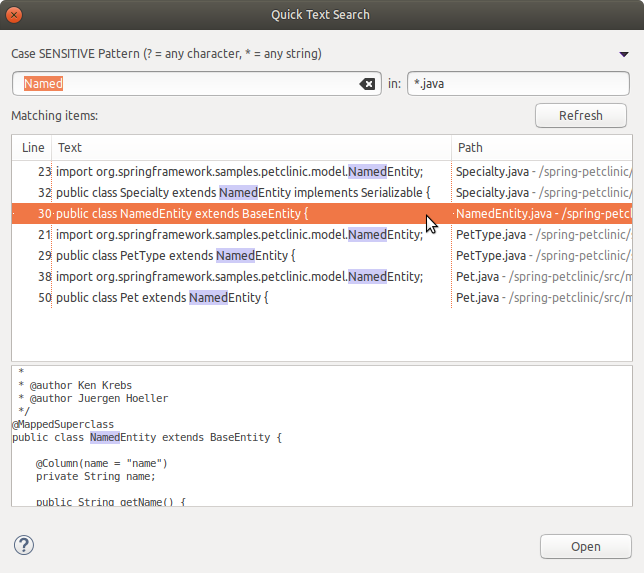 Quick Text Search
Case SENSITIVE Pattern (? = any character, * = any string)
Named in: *.java
Matching items: Refresh
Line Text Path
23 import org.springframework.samples.petclinic.model.NamedEntity; Specialty.java - /spring-petclinic/
32 public class Specialty extends NamedEntity implements Serializable { Specialty.java - /spring-petclinic/
30 public class NamedEntity extends BaseEntity { NamedEntity.java - /spring-petcl
21 import org.springframework.samples.petclinic.model.NamedEntity; PetType.java - /spring-petclinic/s
29 public class PetType extends NamedEntity { PetType.java - /spring-petclinic/s
38 import org.springframework.samples.petclinic.model.NamedEntity; Pet.java - /spring-petclinic/src/m
50 public class Pet extends NamedEntity { Pet.java - /spring-petclinic/src/m
*
* @author Ken Krebs
* @author Juergen Hoeller
*/
@MappedSuperclass
public class NamedEntity extends BaseEntity {
@Column(name = "name")
private String name;
public String getName() {
? Open